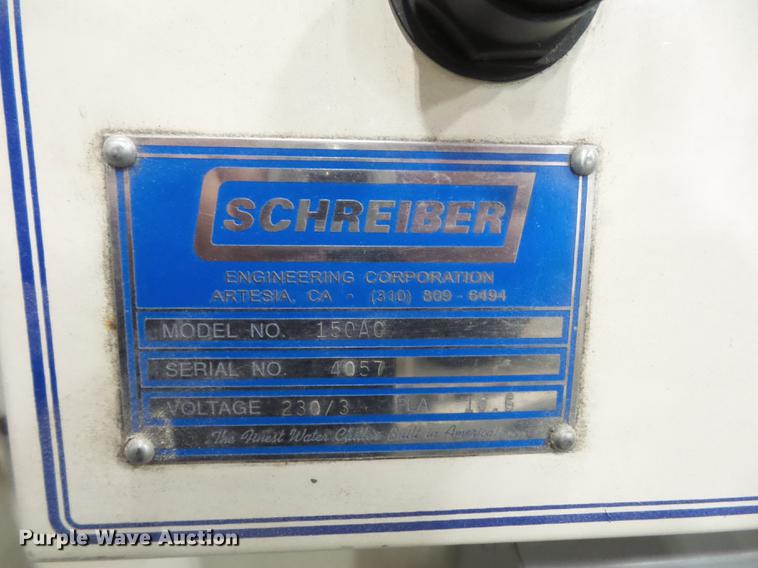 SCHREIBER
ENGINEERING CORPORATION
ARTESIA, CA - (310) 809-6494
MODEL NO. 150AC
SERIAL NO. 4057
VOLTAGE 230/3 FLA
The Finest Water Chiller Built in America
Purple Wave Auction